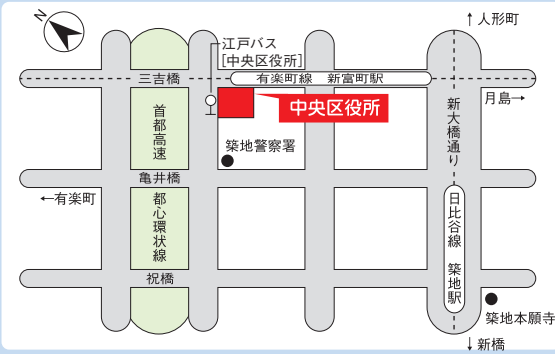 N
↑人形町
江戸バス
[中央区役所]
三吉橋
有楽町線 新富町駅
月島→
中央区役所
首都高速
新大橋通り
築地警察署
亀井橋
←有楽町
都心環状線
日比谷線 築地駅
祝橋
築地本願寺
↓新橋